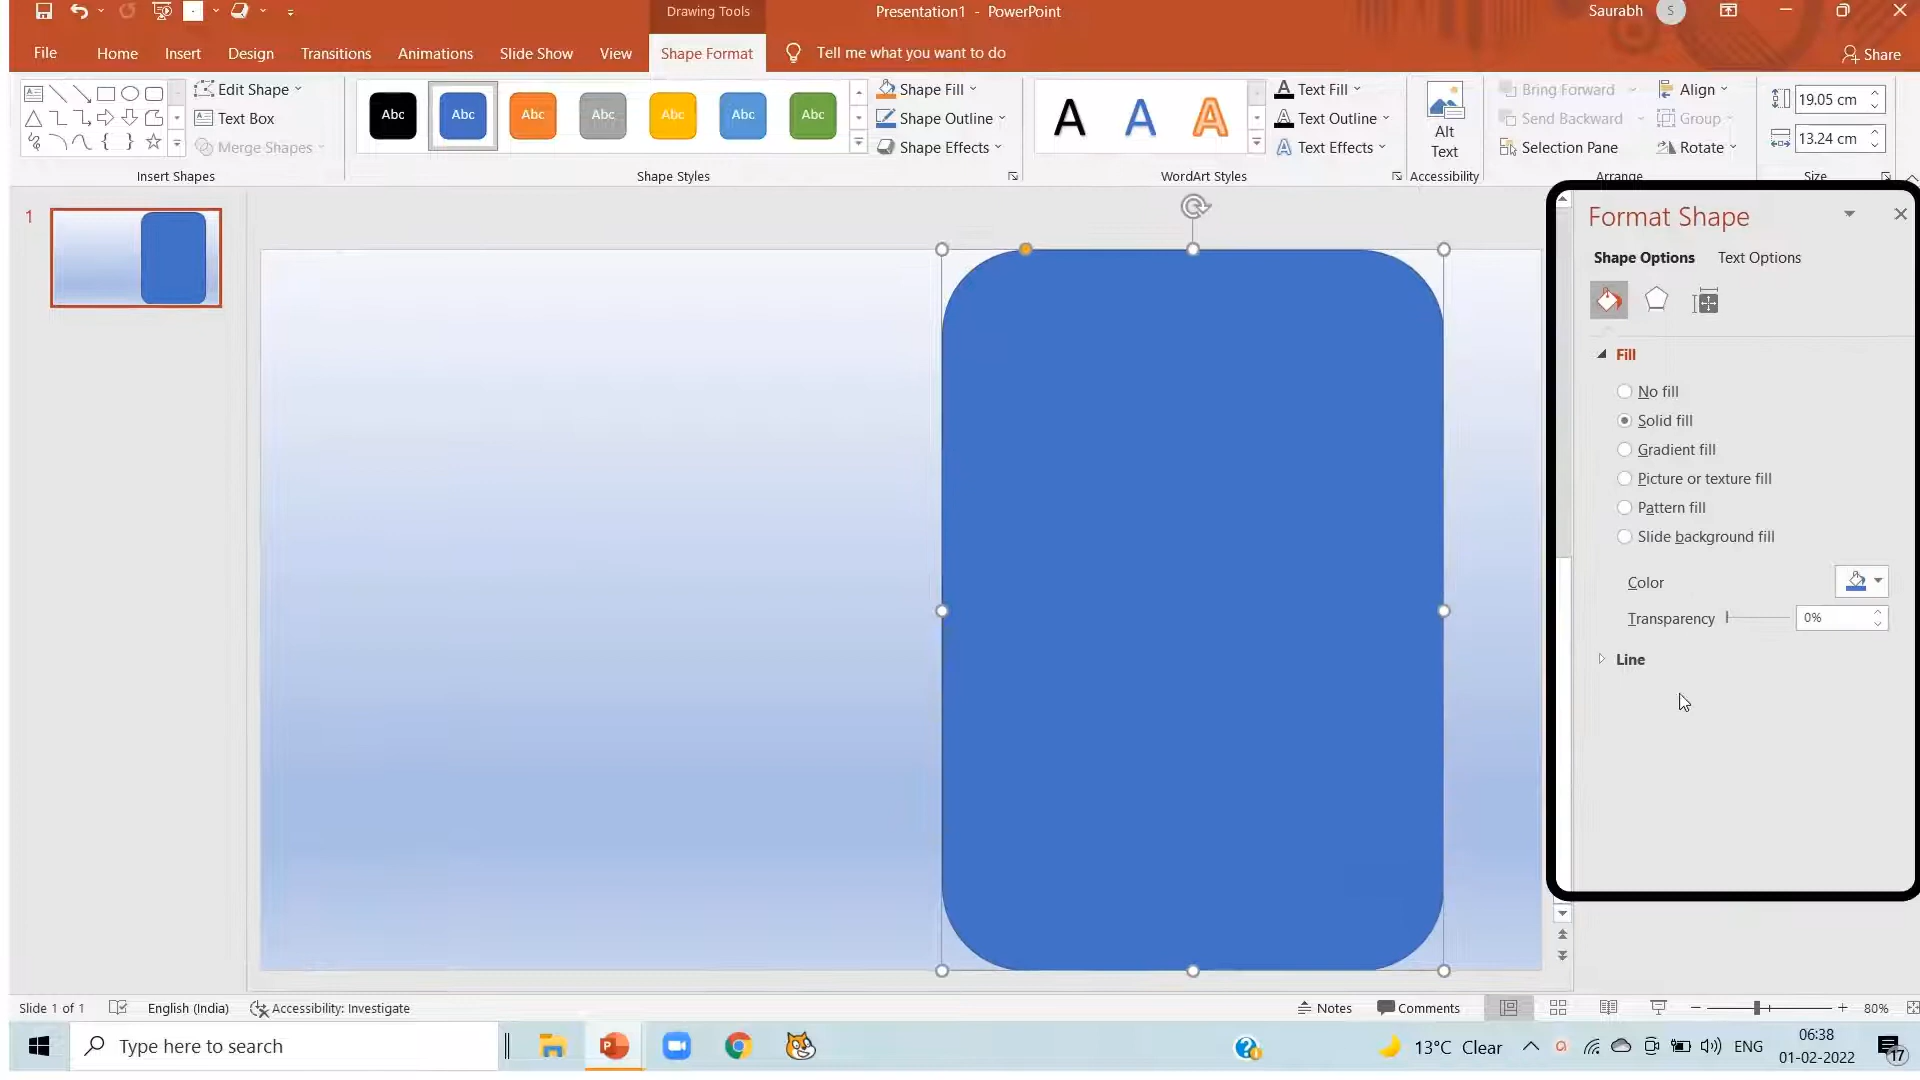 Drawing Tools
Presentation1 - PowerPoint
Saurabh
S
File
Home
Insert
Design
Transitions
Animations
Slide Show
View
Shape Format
Tell me what you want to do
Share
Edit Shape
Text Box
Merge Shapes
Insert Shapes
Abc
Abc
Abc
Abc
Abc
Abc
Abc
Shape Fill
Shape Outline
Shape Effects
Shape Styles
A
A
A
Text Fill
Text Outline
Text Effects
WordArt Styles
Alt
Text
Accessibility
Bring Forward
Send Backward
Selection Pane
Align
Group
Rotate
Arrange
19.05 cm
13.24 cm
Size
1
Format Shape
Shape Options
Text Options
Fill
No fill
Solid fill
Gradient fill
Picture or texture fill
Pattern fill
Slide background fill
Color
Transparency
0%
Line
Slide 1 of 1
English (India)
Accessibility: Investigate
Notes
Comments
80%
Type here to search
13°C Clear
ENG
06:38
01-02-2022
17